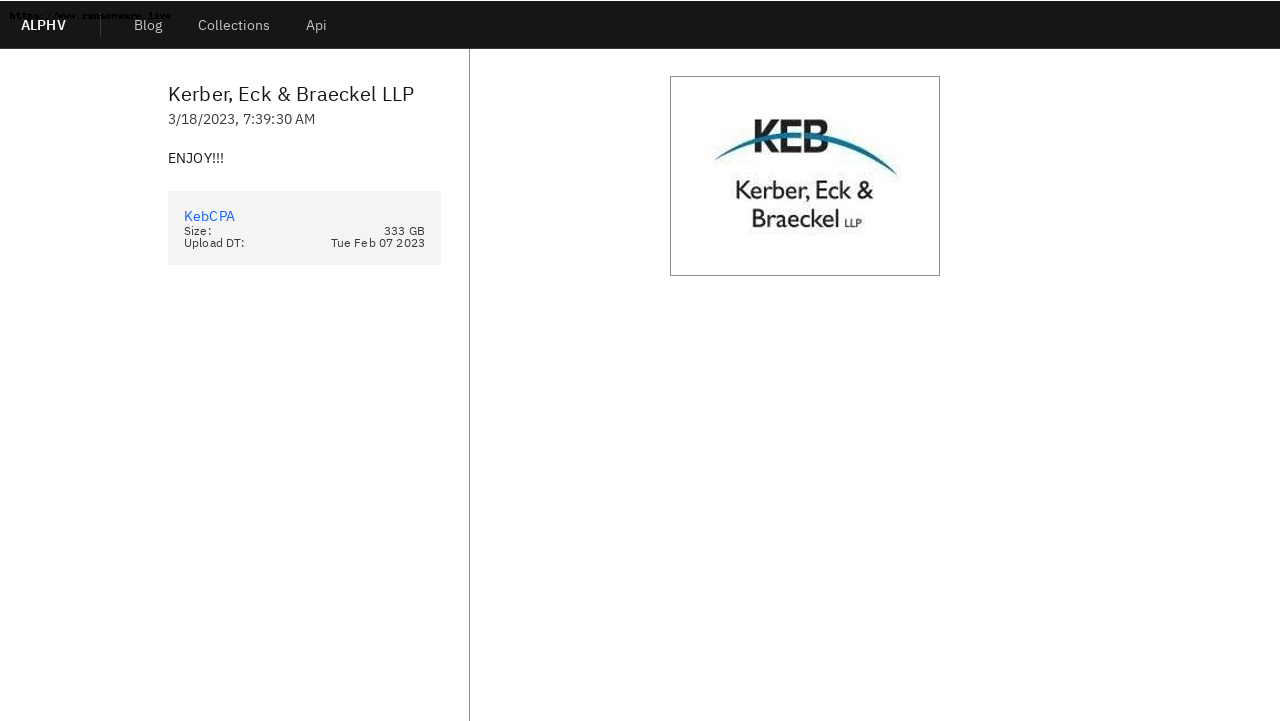 https://www.ransomware.live
ALPHV
Blog
Collections
Api
Kerber, Eck & Braeckel LLP
3/18/2023, 7:39:30 AM
ENJOY!!!
KebCPA
Size: 333 GB
Upload DT: Tue Feb 07 2023
KEB
Kerber, Eck &
Braeckel LLP